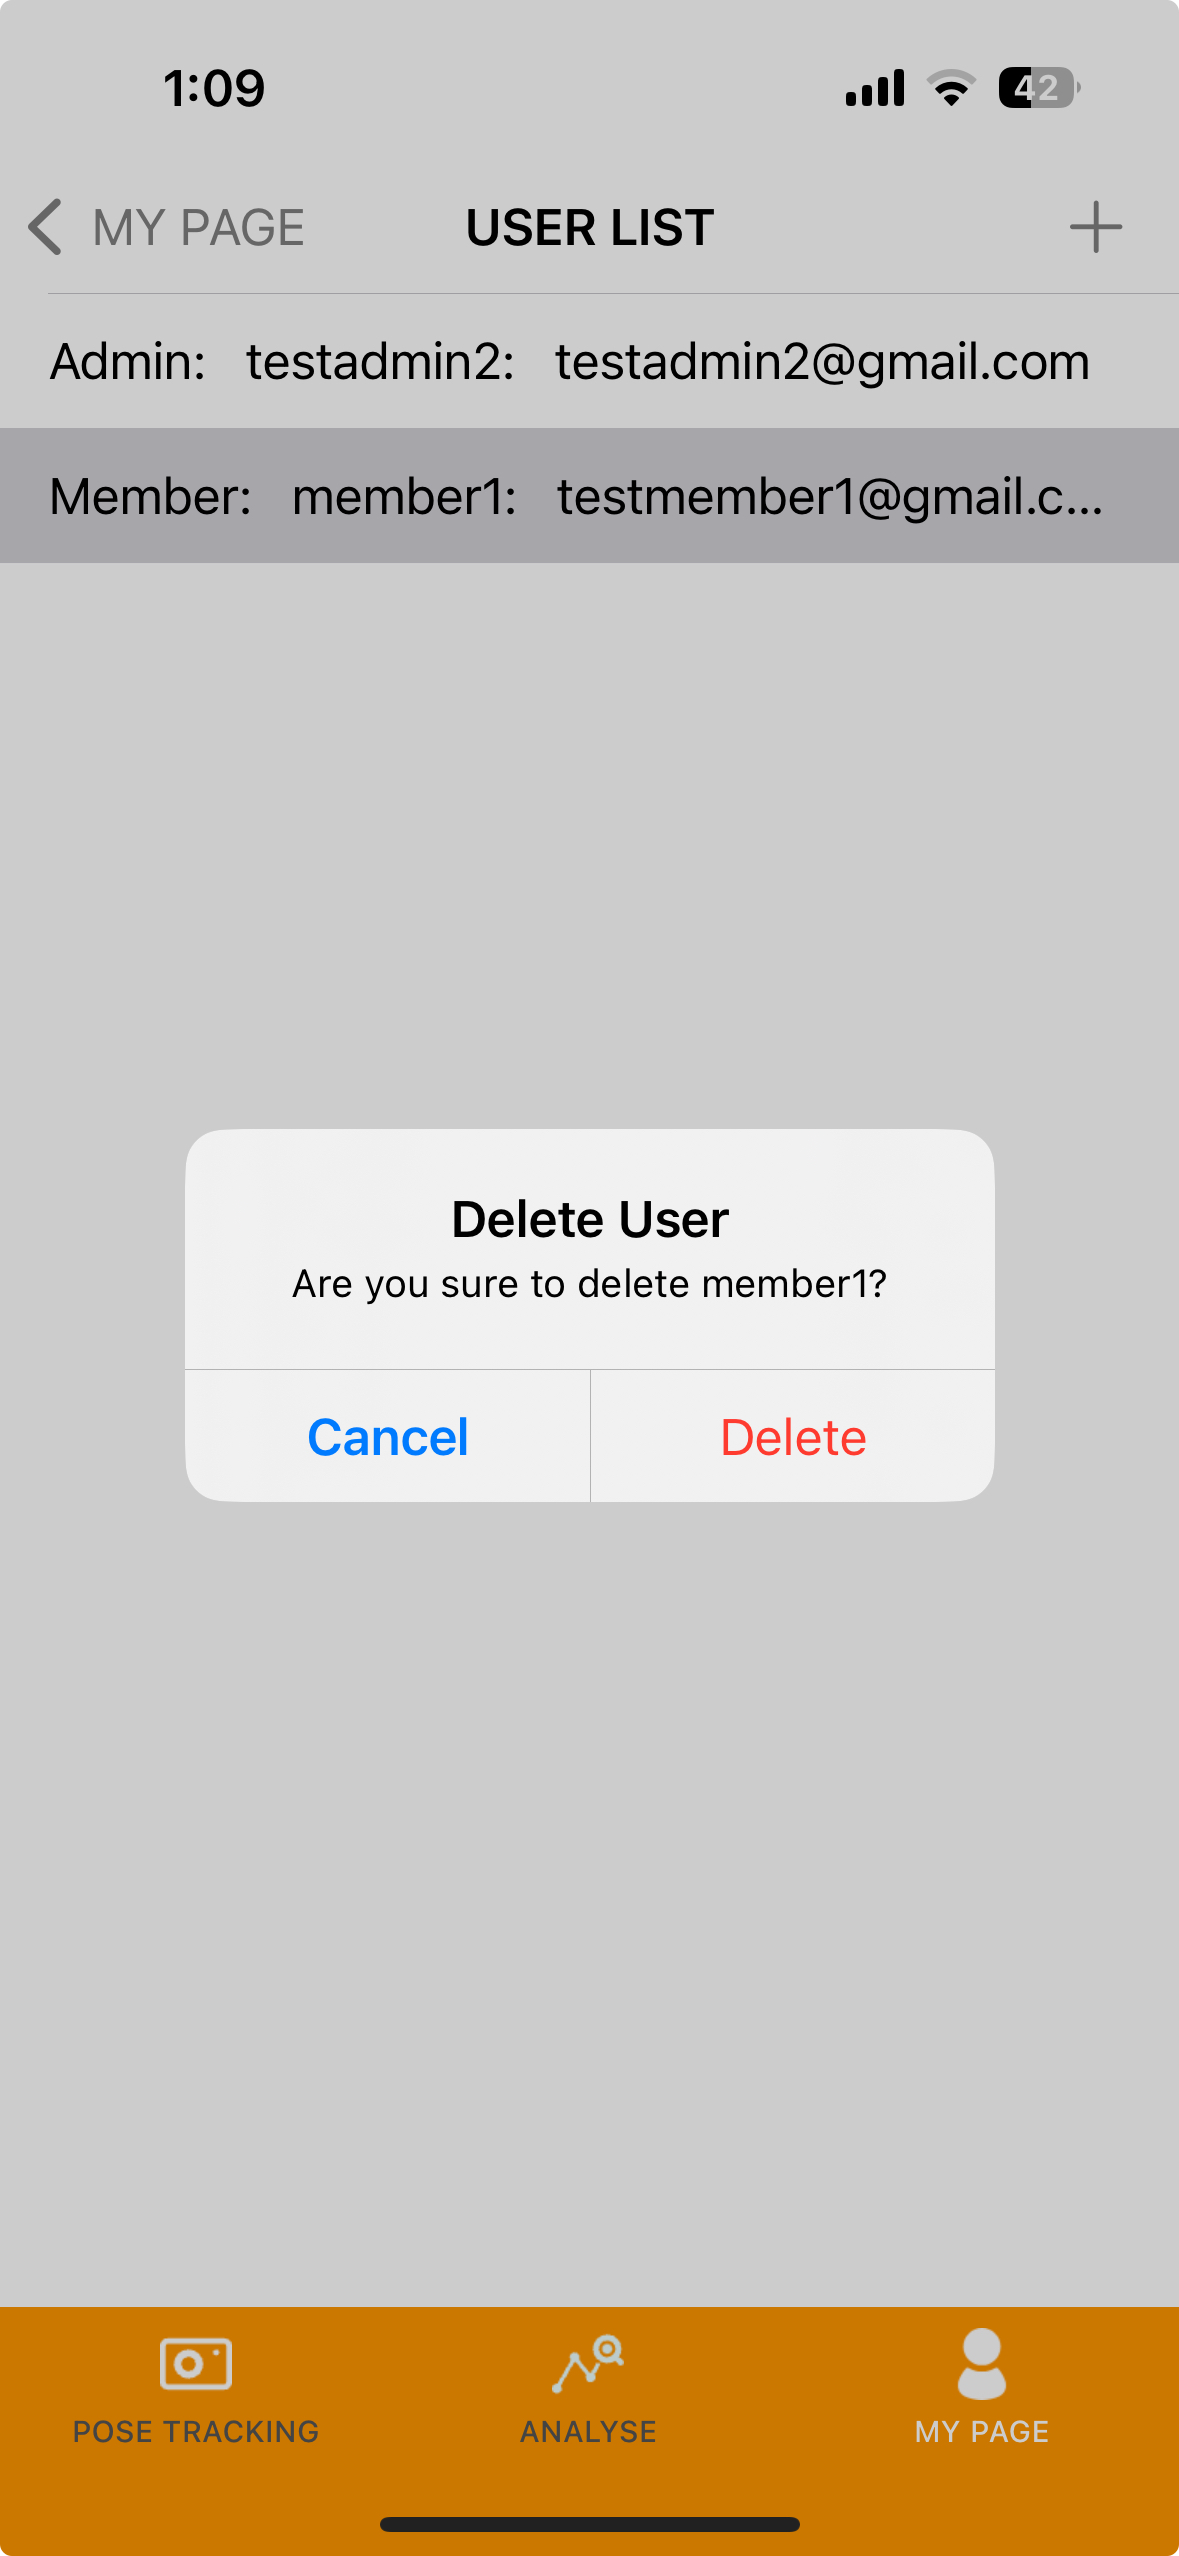 1:09
42
MY PAGE
USER LIST
Admin: testadmin2: testadmin2@gmail.com
Member: member1: testmember1@gmail.c...
Delete User
Are you sure to delete member1?
Cancel
Delete
POSE TRACKING
ANALYSE
MY PAGE